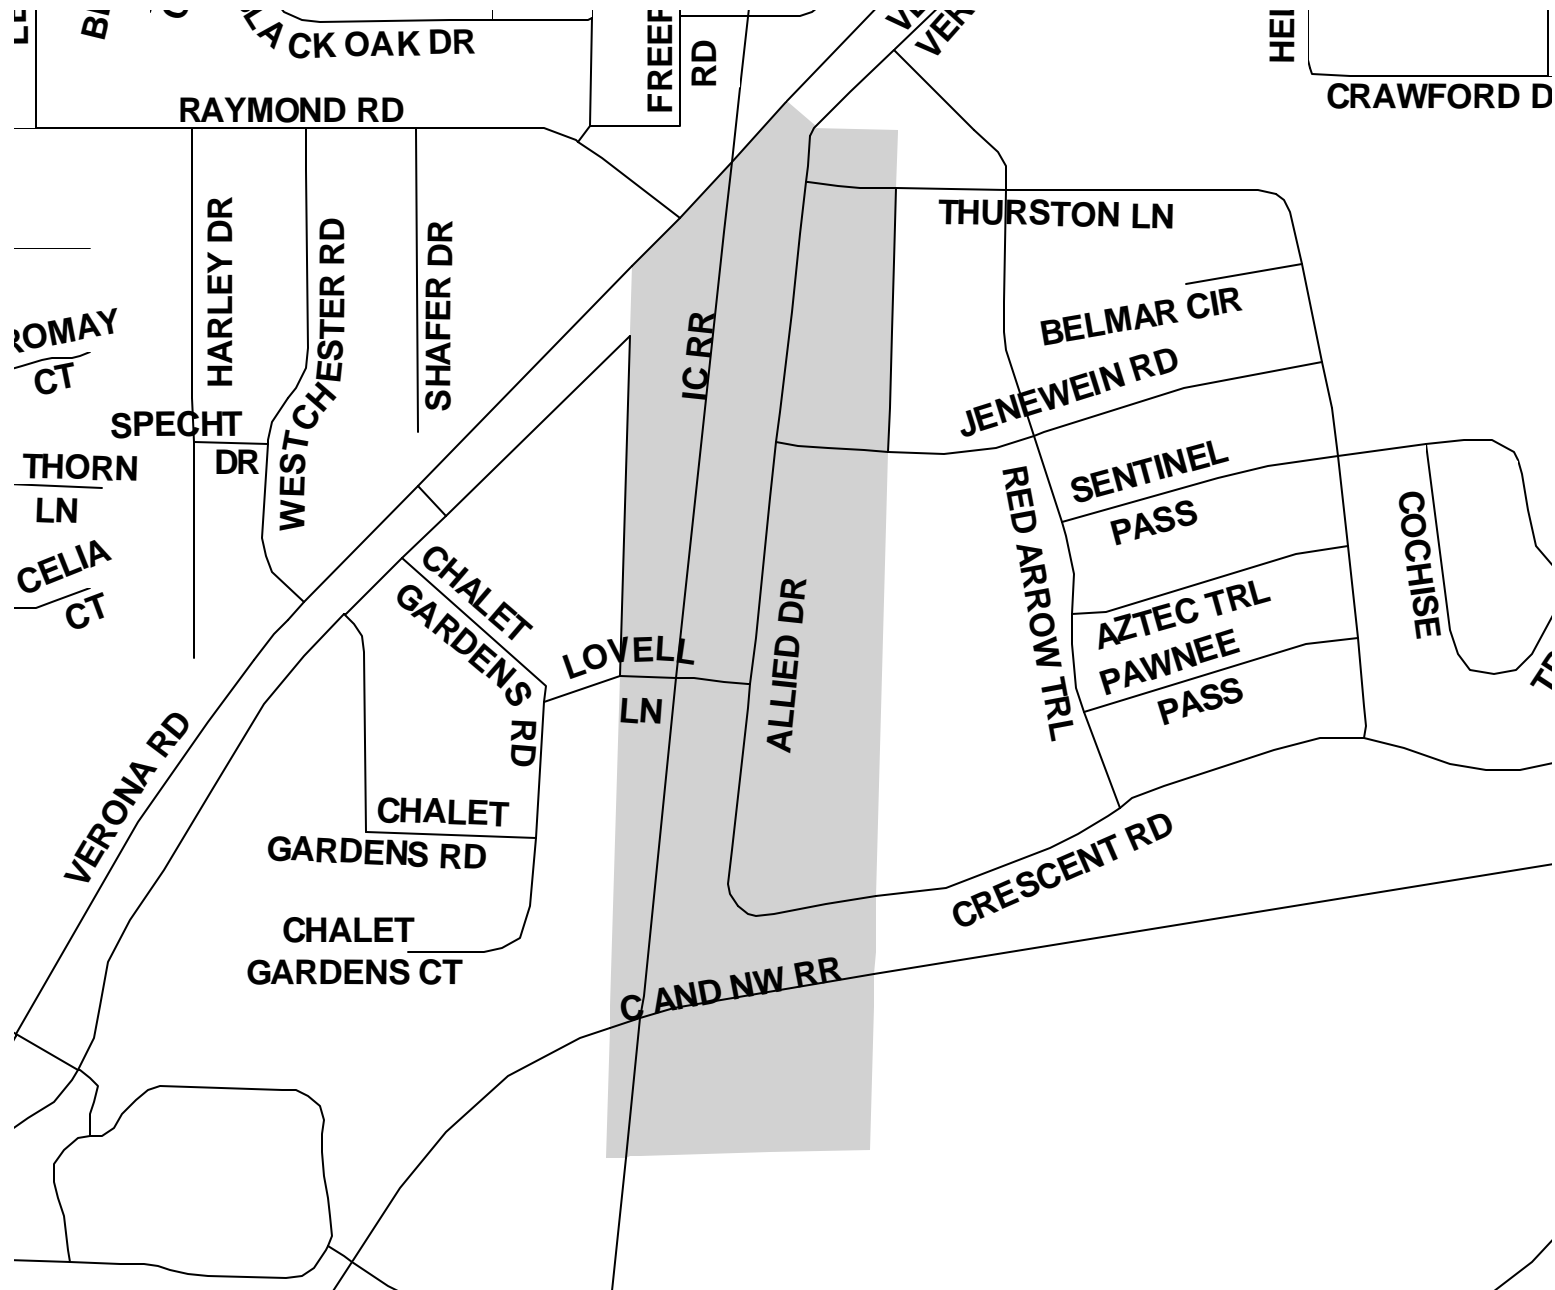 CK OAK DR
RD
RAYMOND RD
CRAWFORD D
HARLEY DR
WESTCHESTER RD
SHAFER DR
THURSTON LN
BELMAR CIR
IC RR
JENEWEIN RD
CT
SPECHT
DR
THORN
LN
SENTINEL
PASS
COCHISE
RED ARROW TRL
CELIA
CT
CHALET
GARDENS RD
LOVELL
LN
ALLIED DR
AZTEC TRL
PAWNEE
PASS
VERONA RD
CHALET
GARDENS RD
CRESCENT RD
CHALET
GARDENS CT
C AND NW RR